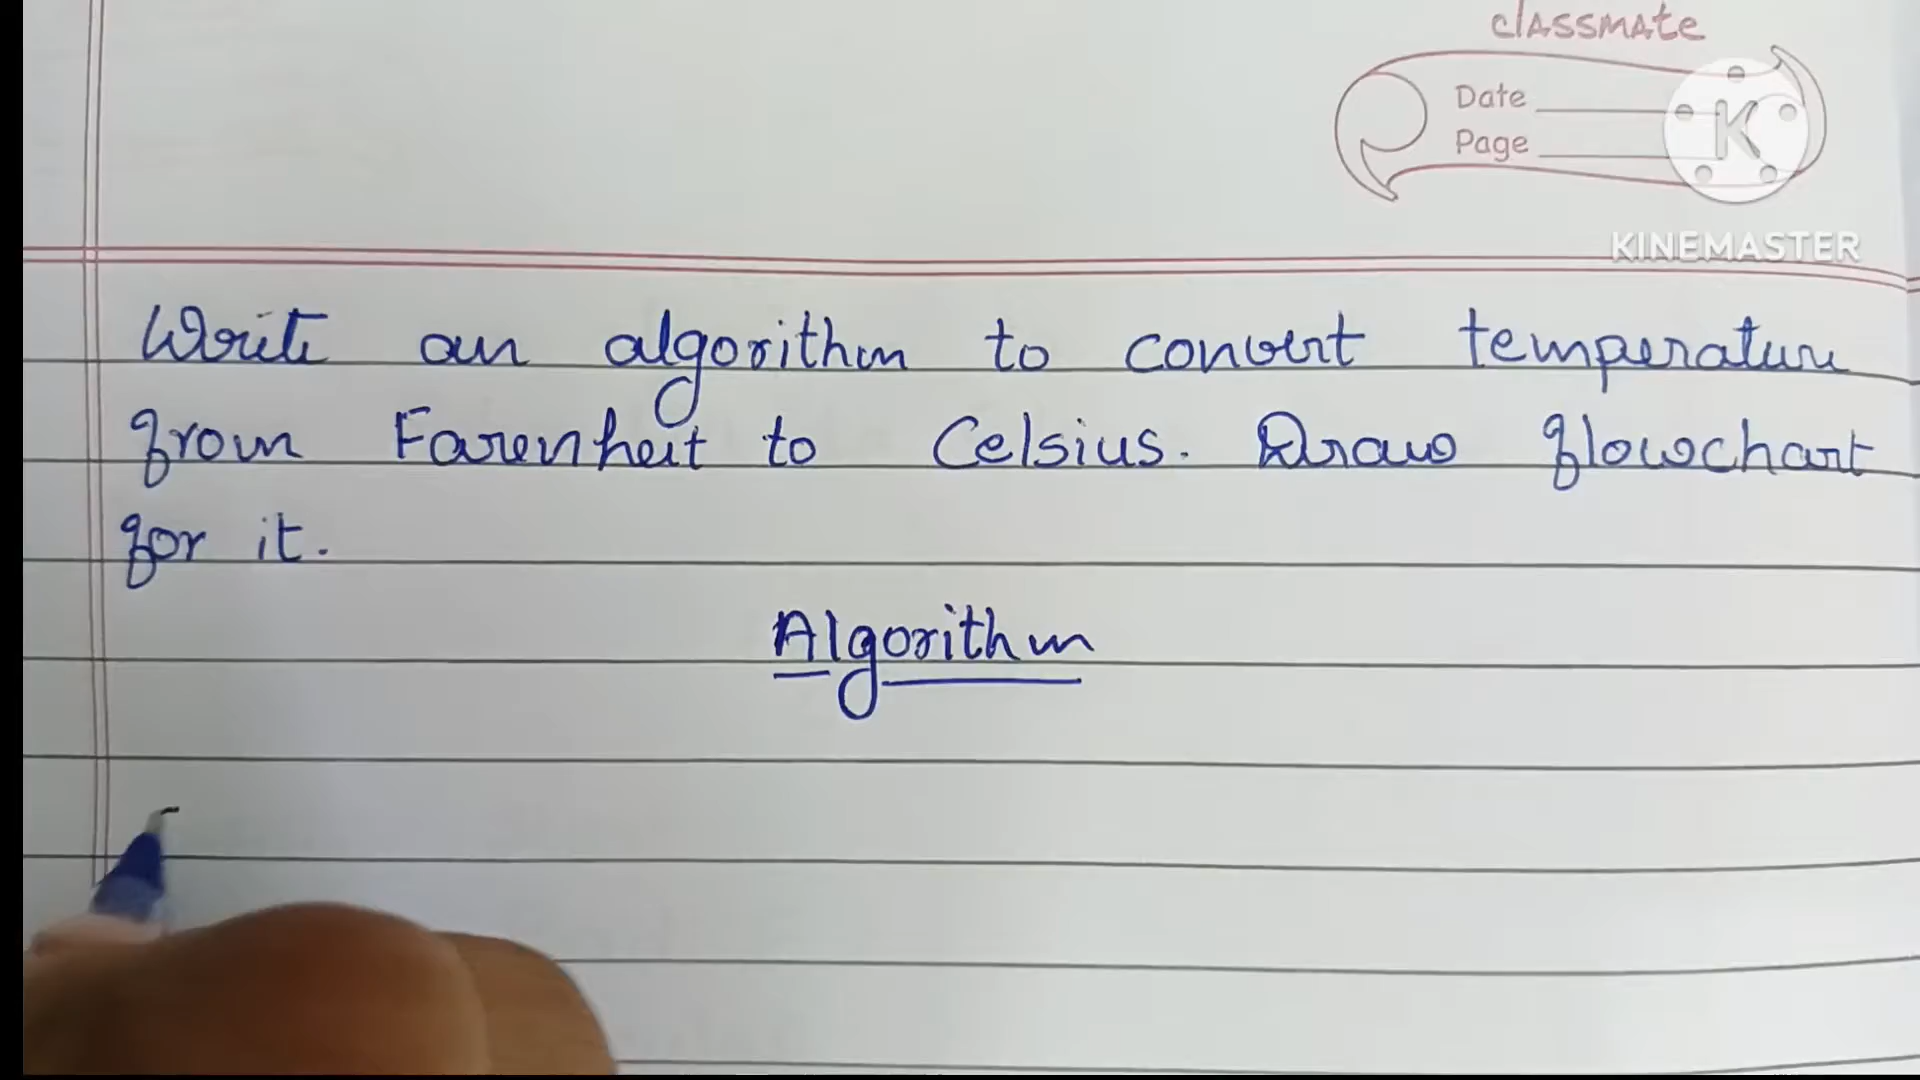 classmate
Date
Page
K
KINEMASTER
Write an algorithm to convert temperature
from Farenheit to Celsius. Draw flowchart
for it.
Algorithm